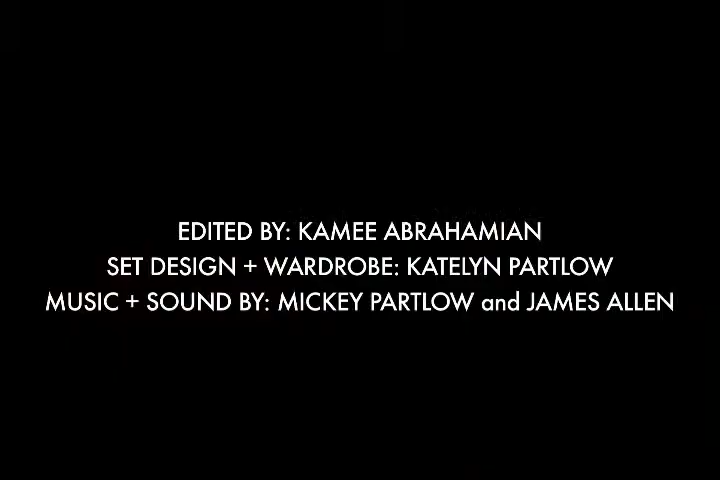 EDITED BY: KAMEE ABRAHAMIAN
SET DESIGN + WARDROBE: KATELYN PARTLOW
MUSIC + SOUND BY: MICKEY PARTLOW and JAMES ALLEN